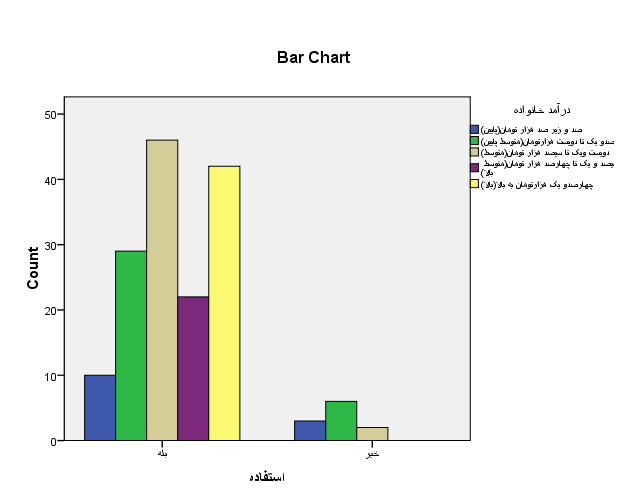 Bar Chart
Count
50
40
30
20
10
0
بله
خیر
استفاده
درآمد خانواده
صد و زیر صد هزار تومان(پایین)
صدو یک تا دویست هزارتومان(متوسط پایین)
دویست ویک تا سیصد هزار تومان(متوسط)
یصد و یک تا چهارصد هزار تومان(متوسط
بالا)
چهارصدو یک هزارتومان به بالا(بالا)